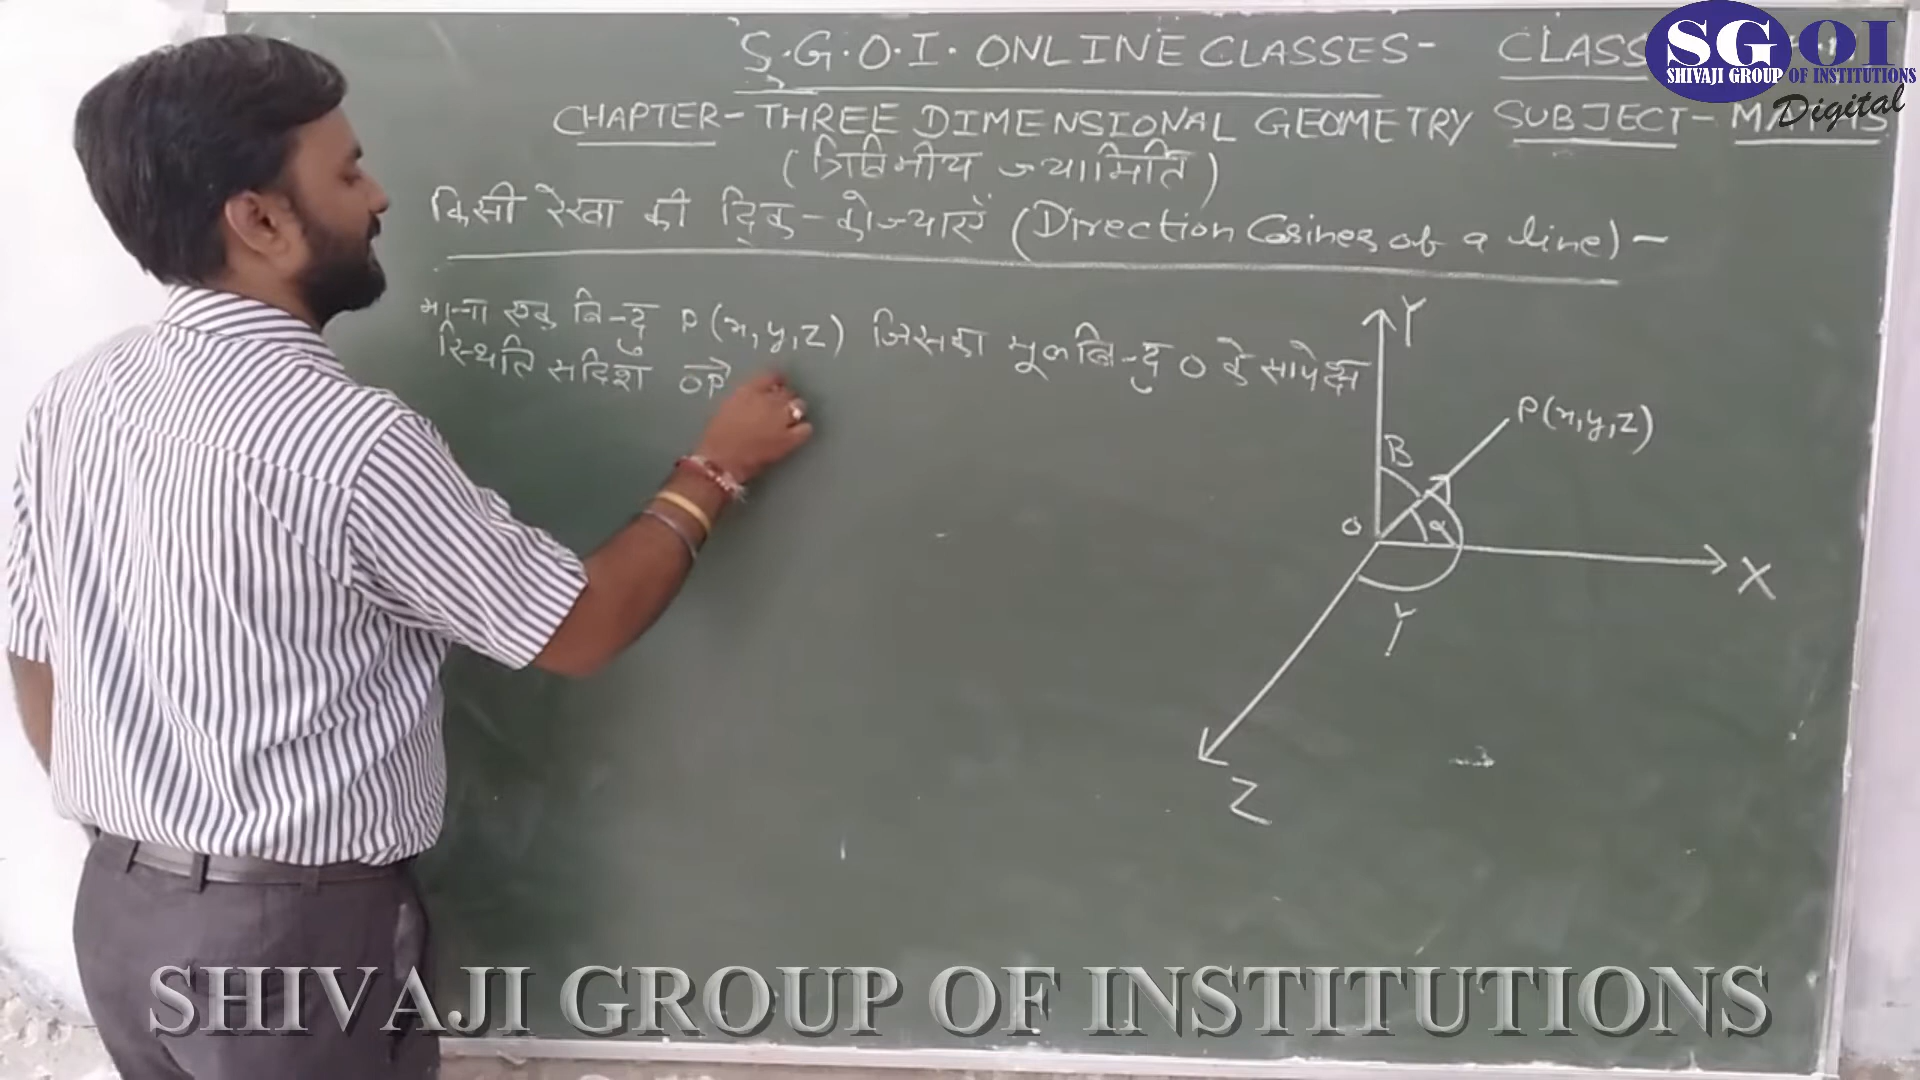 S.G.O.I. ONLINE CLASSES- CLASS
SGOI
SHIVAJI GROUP OF INSTITUTIONS
Digital
CHAPTER- THREE DIMENSIONAL GEOMETRY SUBJECT- MATHS
(त्रिविमीय ज्यामिति)
किसी रेखा की दिक्-कोज्याएँ (Direction Cosines of a line)-
माना एक बिन्दु P(x,y,z) जिसका मूलबिन्दु O के सापेक्ष
स्थिति सदिश OP
Y
P(x,y,z)
B
O α
X
γ
Z
SHIVAJI GROUP OF INSTITUTIONS